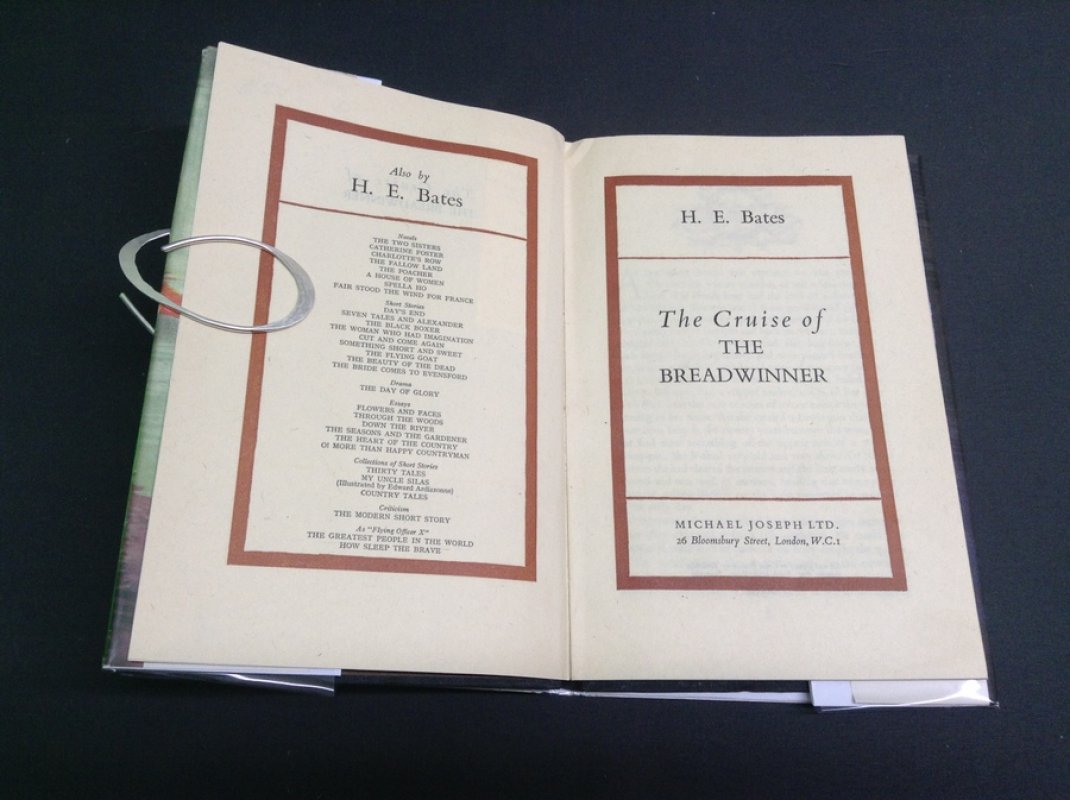 Also by
H. E. Bates
Novels
THE TWO SISTERS
CATHERINE FOSTER
CHARLOTTE'S ROW
THE FALLOW LAND
THE POACHER
A HOUSE OF WOMEN
SPELLA HO
FAIR STOOD THE WIND FOR FRANCE
Short Stories
DAY'S END
SEVEN TALES AND ALEXANDER
THE BLACK BOXER
THE WOMAN WHO HAD IMAGINATION
CUT AND COME AGAIN
SOMETHING SHORT AND SWEET
THE FLYING GOAT
THE BEAUTY OF THE DEAD
THE BRIDE COMES TO EVENSFORD
Drama
THE DAY OF GLORY
Essays
FLOWERS AND FACES
THROUGH THE WOODS
DOWN THE RIVER
THE SEASONS AND THE GARDENER
THE HEART OF THE COUNTRY
O! MORE THAN HAPPY COUNTRYMAN
Collections of Short Stories
THIRTY TALES
MY UNCLE SILAS
(Illustrated by Edward Ardizonne)
COUNTRY TALES
Criticism
THE MODERN SHORT STORY
As "Flying Officer X"
THE GREATEST PEOPLE IN THE WORLD
HOW SLEEP THE BRAVE
H. E. Bates
The Cruise of
THE
BREADWINNER
MICHAEL JOSEPH LTD.
26 Bloomsbury Street, London, W.C.1